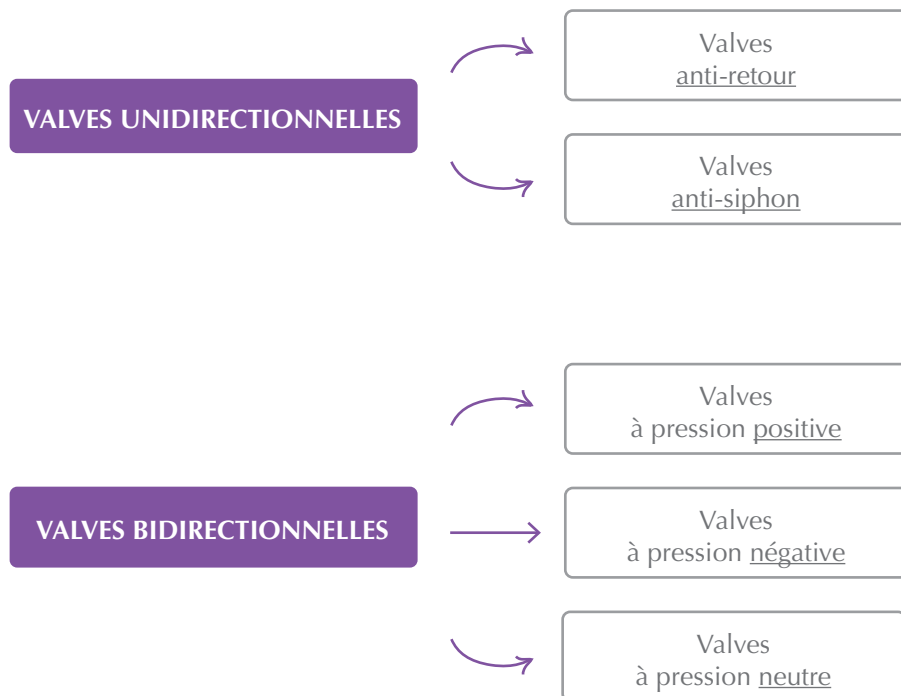 VALVES UNIDIRECTIONNELLES
Valves
anti-retour
Valves
anti-siphon
VALVES BIDIRECTIONNELLES
Valves
à pression positive
Valves
à pression négative
Valves
à pression neutre